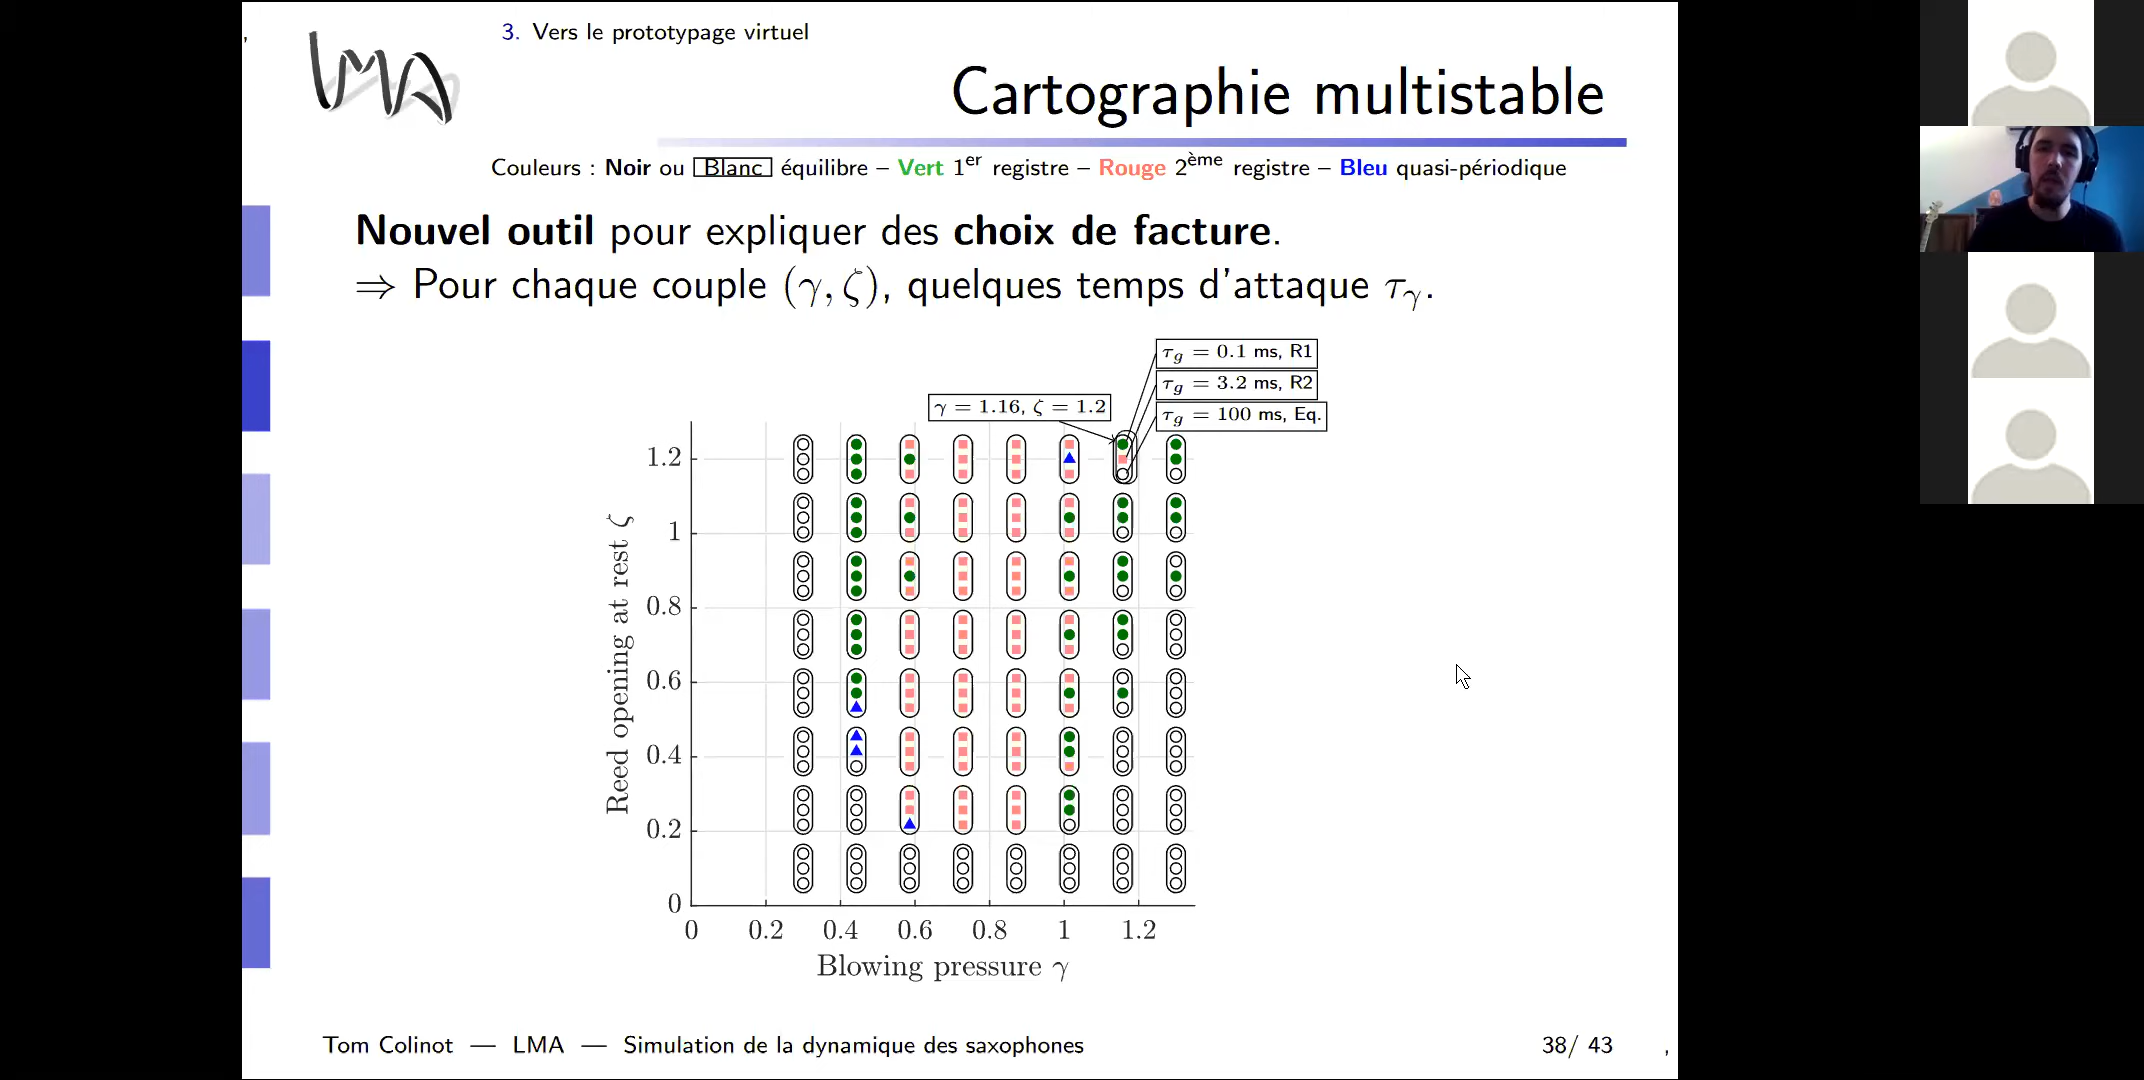 3. Vers le prototypage virtuel
LMA
Cartographie multistable
Couleurs : Noir ou Blanc équilibre – Vert 1er registre – Rouge 2ème registre – Bleu quasi-périodique
Nouvel outil pour expliquer des choix de facture.
⇒ Pour chaque couple (γ, ζ), quelques temps d'attaque τγ.
τg = 0.1 ms, R1
τg = 3.2 ms, R2
τg = 100 ms, Eq.
γ = 1.16, ζ = 1.2
1.2
1
0.8
0.6
0.4
0.2
0
Reed opening at rest ζ
0 0.2 0.4 0.6 0.8 1 1.2
Blowing pressure γ
Tom Colinot — LMA — Simulation de la dynamique des saxophones
38/ 43